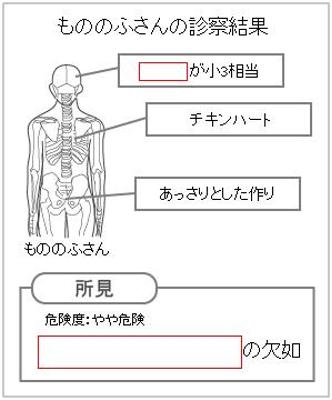 もののふさんの診察結果
が小3相当
チキンハート
あっさりとした作り
もののふさん
所見
危険度：やや危険
の欠如